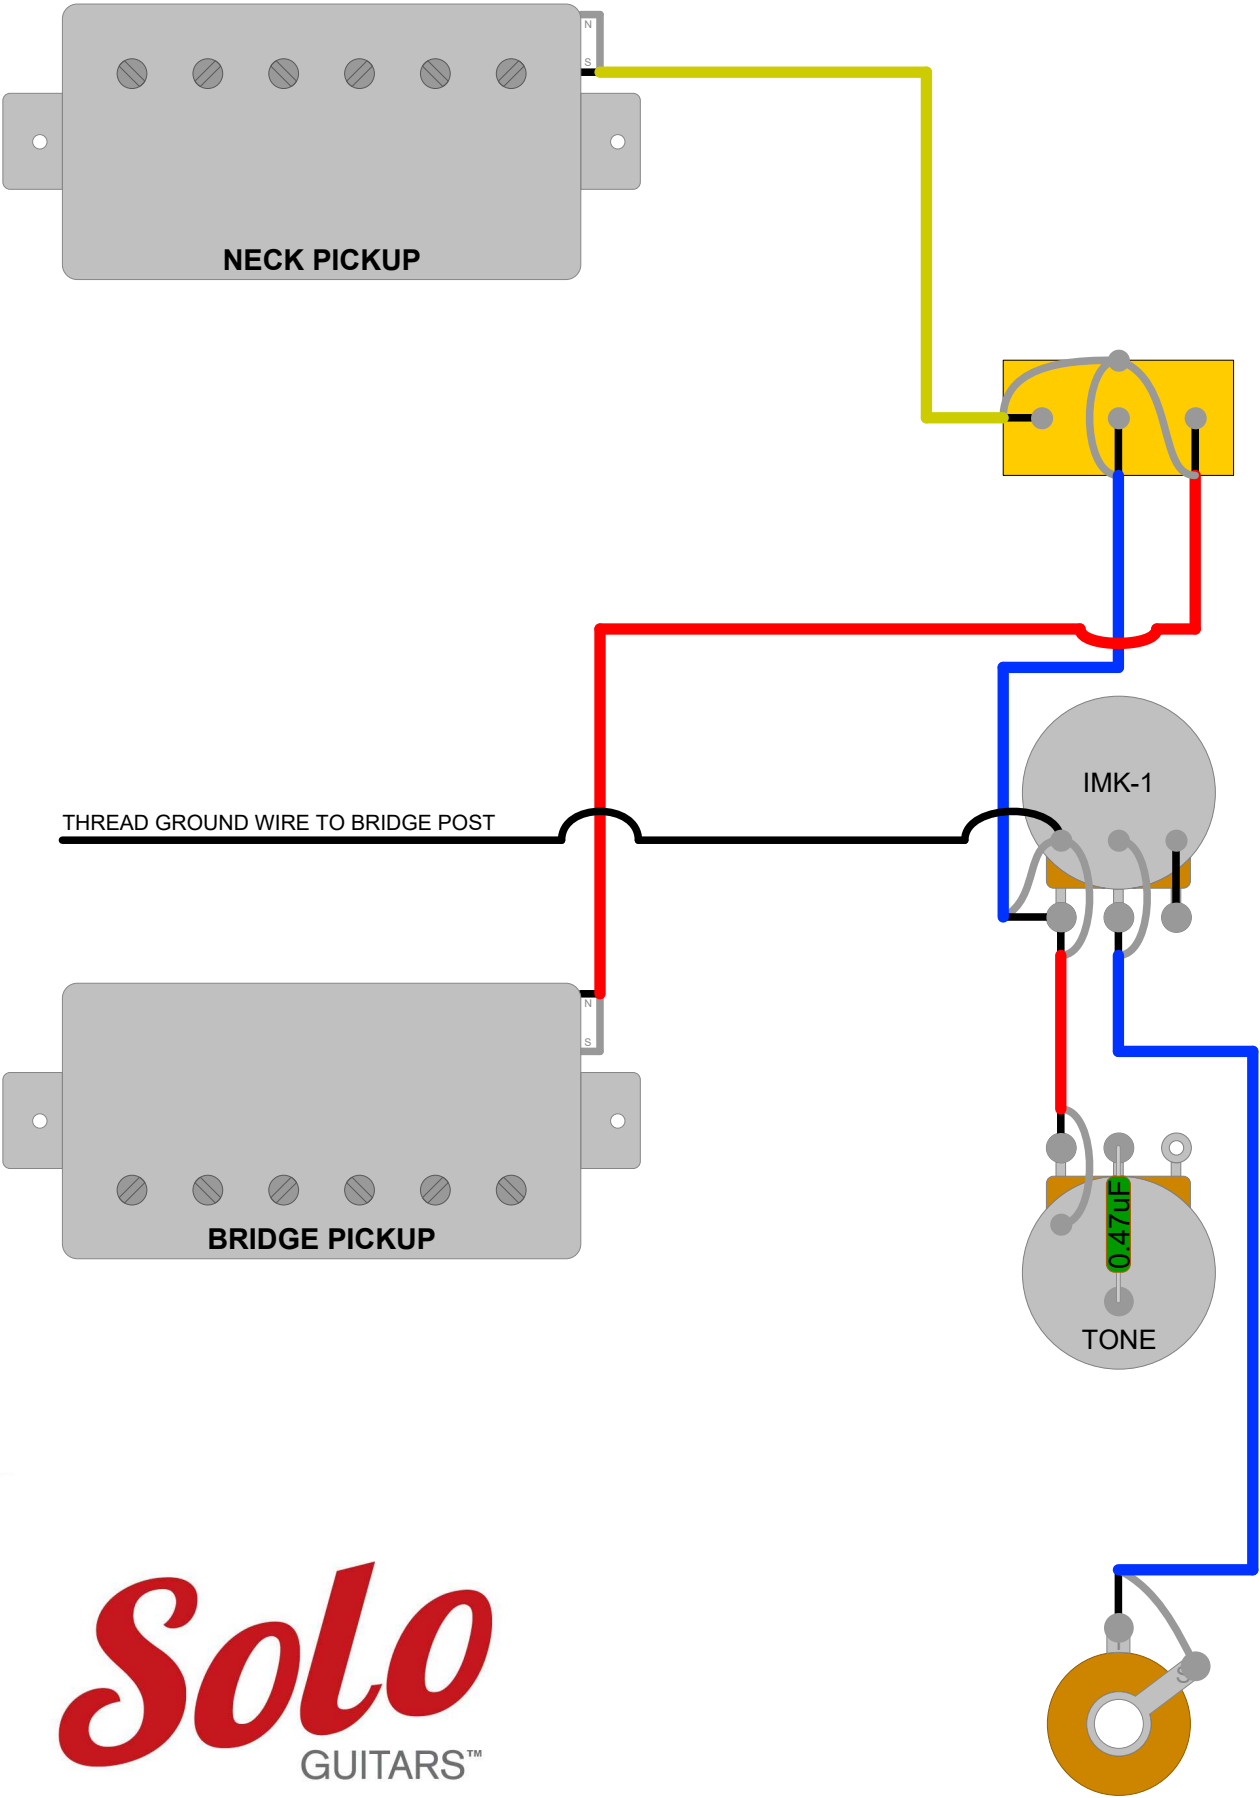 N
S
NECK PICKUP
IMK-1
THREAD GROUND WIRE TO BRIDGE POST
N
S
BRIDGE PICKUP
0.47uF
TONE
Solo
GUITARS™
T
S